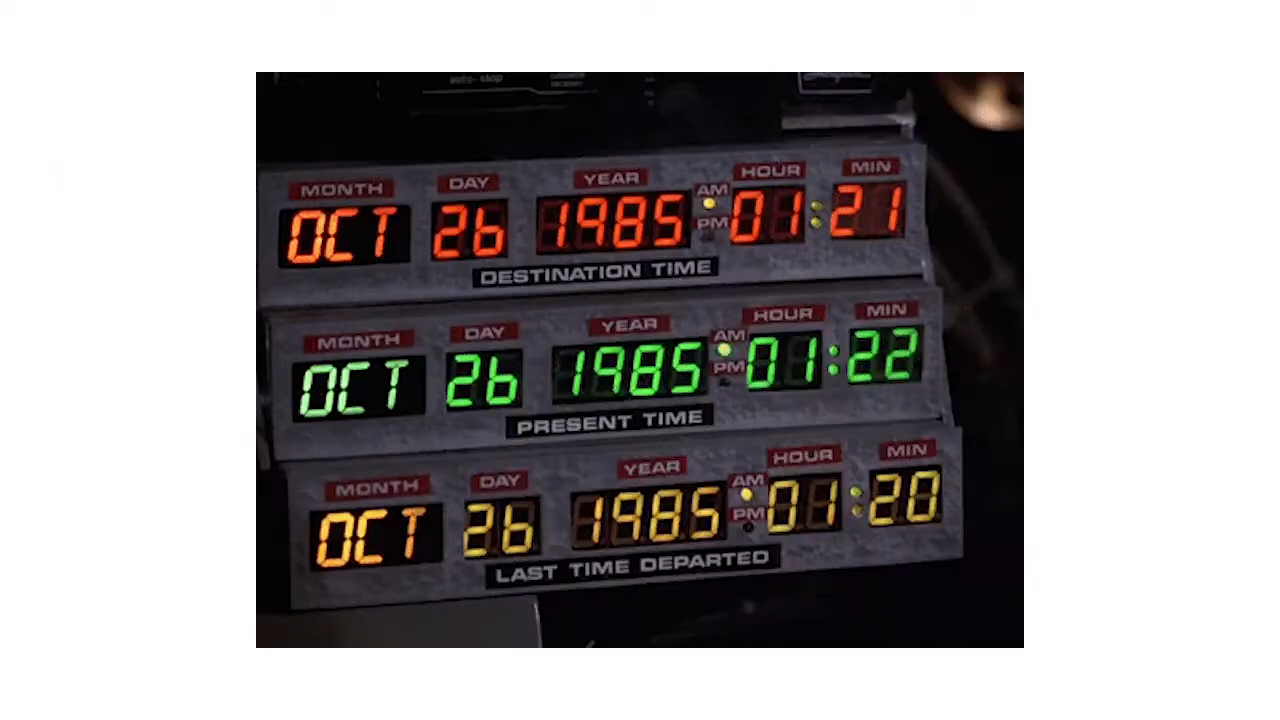 auto-stop
MONTH DAY YEAR AM HOUR MIN
OCT 26 1985 PM 01:21
DESTINATION TIME
MONTH DAY YEAR AM HOUR MIN
OCT 26 1985 PM 01:22
PRESENT TIME
MONTH DAY YEAR AM HOUR MIN
OCT 26 1985 PM 01:20
LAST TIME DEPARTED